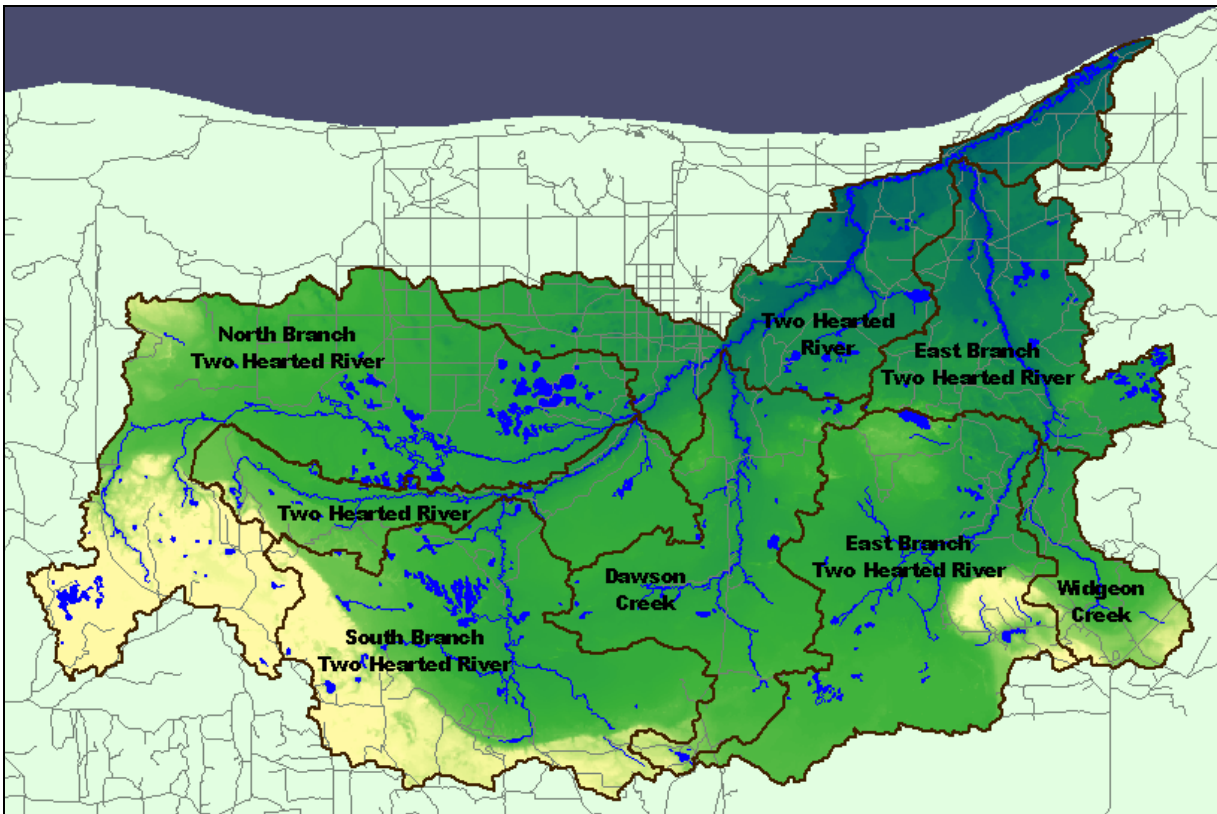 North Branch
Two Hearted River
Two Hearted
River
East Branch
Two Hearted River
Two Hearted River
East Branch
Two Hearted River
Dawson
Creek
Widgeon
Creek
South Branch
Two Hearted River